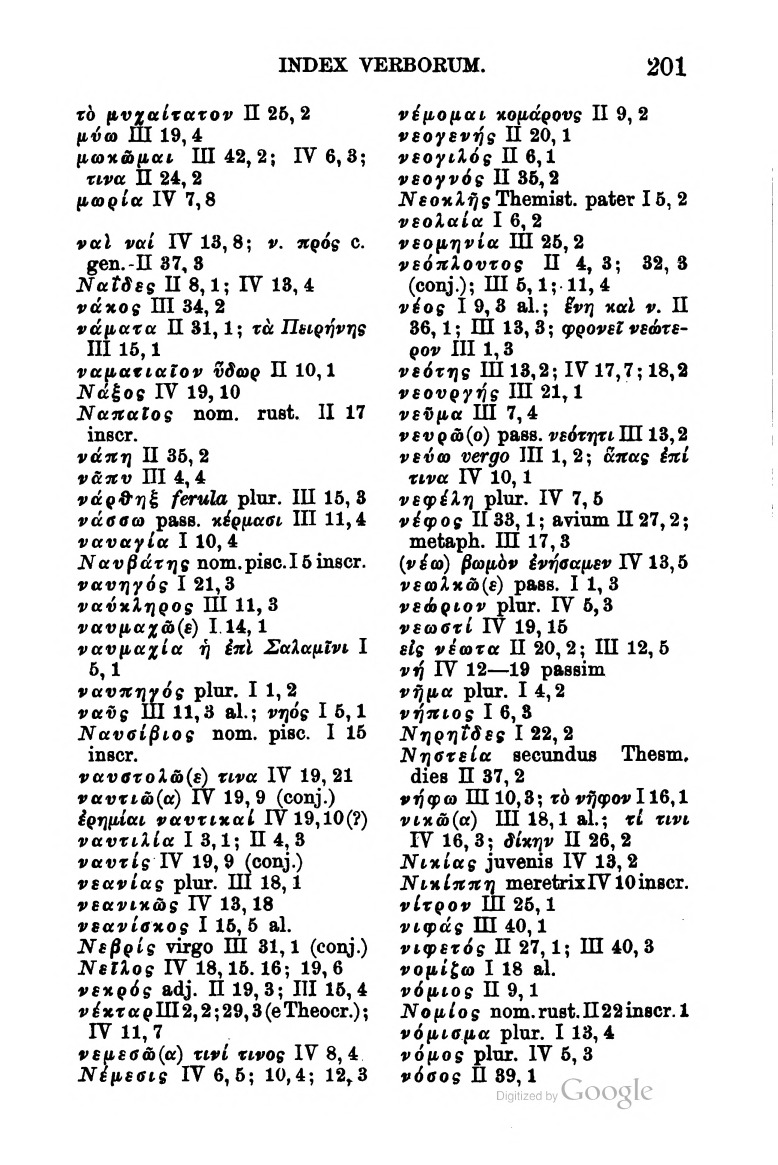 INDEX VERBORUM. 201
τὸ μυχαίτατον II 25, 2
μύω III 19, 4
μωκῶμαι III 42, 2; IV 6, 3;
τινα II 24, 2
μωρία IV 7, 8
ναὶ ναί IV 13, 8; ν. πρός c.
gen. II 37, 3
Ναΐδες II 8, 1; IV 13, 4
νάκος III 34, 2
νάματα II 31, 1; τὰ Πειρήνης
III 15, 1
ναματιαῖον ὕδωρ II 10, 1
Νάξος IV 19, 10
Ναπαῖος nom. rust. II 17
inscr.
νάπη II 35, 2
νᾶπυ III 4, 4
νάρθηξ ferula plur. III 15, 3
νάσσω pass. κέρμασι III 11, 4
ναυαγία I 10, 4
Ναυβάτης nom. pisc. I 5 inscr.
ναυηγός I 21, 3
ναύκληρος III 11, 3
ναυμαχῶ(ε) I 14, 1
ναυμαχία ἡ ἐπὶ Σαλαμῖνι I
5, 1
ναυπηγός plur. I 1, 2
ναῦς III 11, 3 al.; νηός I 5, 1
Ναυσίβιος nom. pisc. I 15
inscr.
ναυστολῶ(ε) τινα IV 19, 21
ναυτιῶ(α) IV 19, 9 (conj.)
ἐρημίαι ναυτικαί IV 19, 10 (?)
ναυτιλία I 3, 1; II 4, 3
ναυτίς IV 19, 9 (conj.)
νεανίας plur. III 18, 1
νεανικῶς IV 13, 18
νεανίσκος I 15, 5 al.
Νεβρίς virgo III 31, 1 (conj.)
Νεῖλος IV 18, 15. 16; 19, 6
νεκρός adj. II 19, 3; III 15, 4
νέκταρ III 2, 2; 29, 3 (e Theocr.);
IV 11, 7
νεμεσῶ(α) τινί τινος IV 8, 4
Νέμεσις IV 6, 5; 10, 4; 12, 3
νέμομαι κομάρους II 9, 2
νεογενής II 20, 1
νεογιλός II 6, 1
νεογνός II 35, 2
Νεοκλῆς Themist. pater I 5, 2
νεολαία I 6, 2
νεομηνία III 25, 2
νεόπλουτος II 4, 3; 32, 3
(conj.); III 5, 1; 11, 4
νέος I 9, 3 al.; ἕνη καὶ ν. II
36, 1; III 13, 3; φρονεῖ νεώτε-
ρον III 1, 3
νεότης III 13, 2; IV 17, 7; 18, 2
νεουργής III 21, 1
νεῦμα III 7, 4
νευρῶ(ο) pass. νεότητι III 13, 2
νεύω vergo III 1, 2; ἅπας ἐπί
τινα IV 10, 1
νεφέλη plur. IV 7, 5
νέφος II 33, 1; avium II 27, 2;
metaph. III 17, 3
(νέω) βωμὸν ἐνήσαμεν IV 13, 5
νεωλκῶ(ε) pass. I 1, 3
νεώριον plur. IV 5, 3
νεωστί IV 19, 15
εἰς νέωτα II 20, 2; III 12, 5
νή IV 12—19 passim
νῆμα plur. I 4, 2
νήπιος I 6, 3
Νηρηΐδες I 22, 2
Νηστεία secundus Thesm.
dies II 37, 2
νήφω III 10, 3; τὸ νῆφον I 16, 1
νικῶ(α) III 18, 1 al.; τί τινι
IV 16, 3; δίκην II 26, 2
Νικίας juvenis IV 13, 2
Νικίππη meretrix IV 10 inscr.
νίτρον III 25, 1
νιφάς III 40, 1
νιφετός II 27, 1; III 40, 3
νομίζω I 18 al.
νόμιος II 9, 1
Νομίος nom. rust. II 22 inscr. 1
νόμισμα plur. I 13, 4
νόμος plur. IV 5, 3
νόσος II 39, 1
Digitized by Google